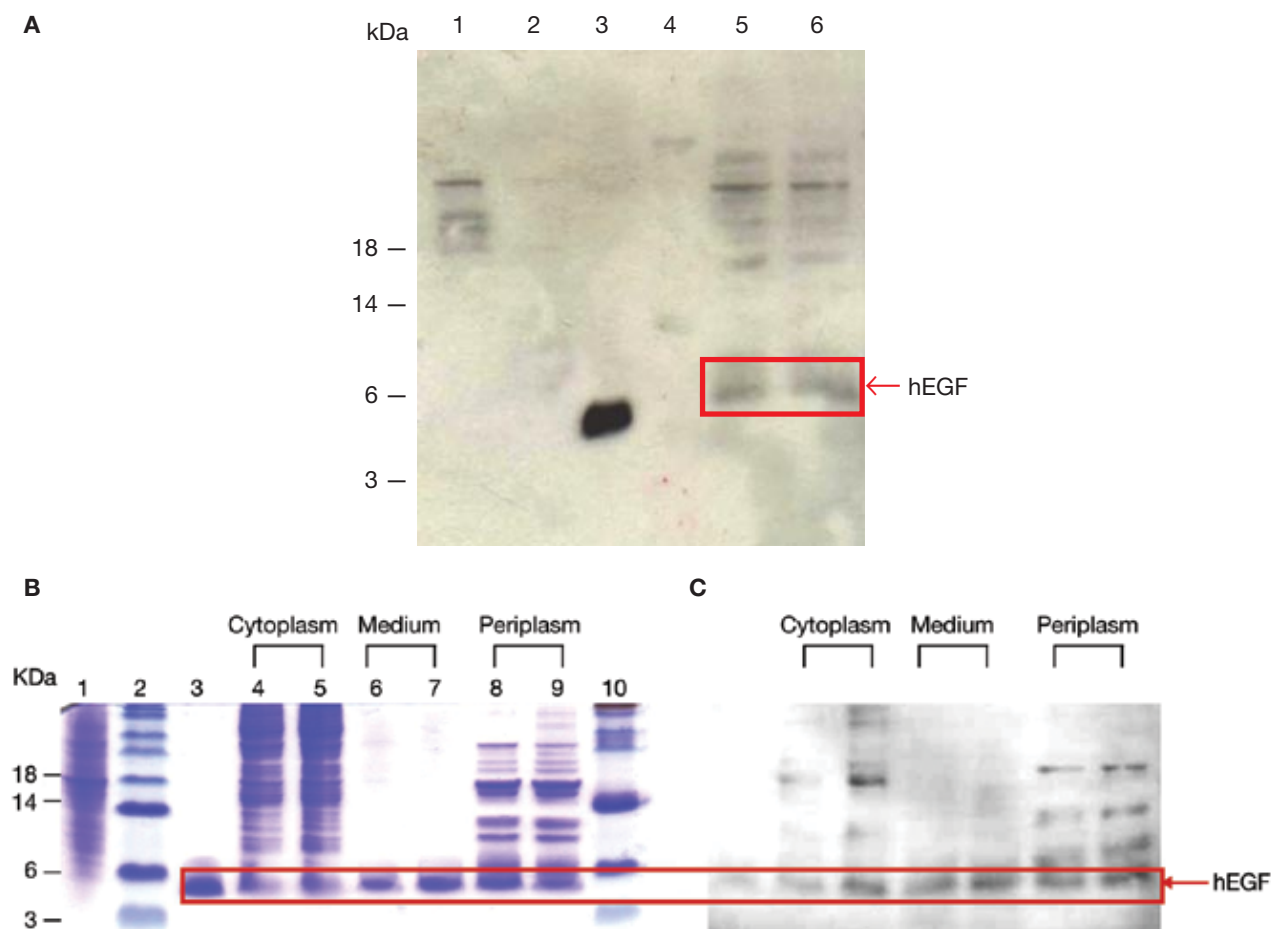 A
kDa 1 2 3 4 5 6
18
14
6
3
hEGF
B
Cytoplasm Medium Periplasm
KDa 1 2 3 4 5 6 7 8 9 10
18
14
6
3
C
Cytoplasm Medium Periplasm
hEGF